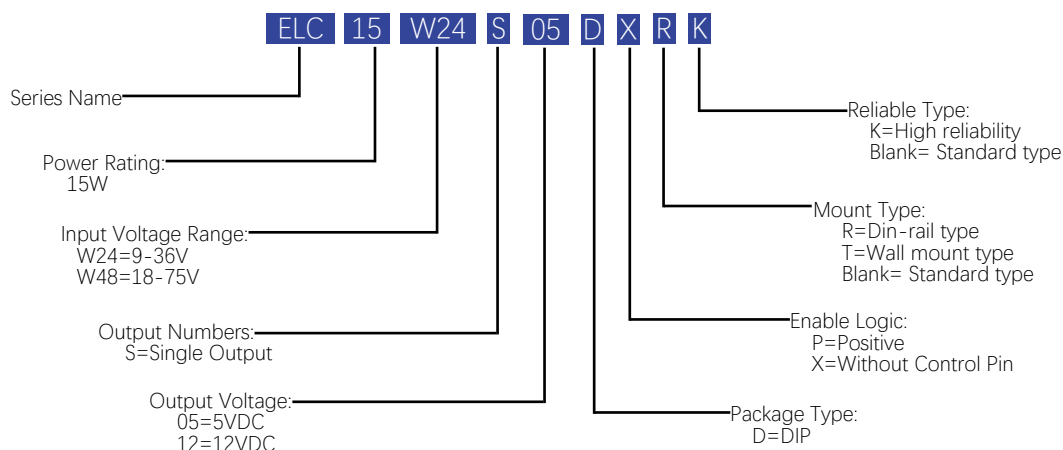 ELC 15 W24 S 05 D X R K
Series Name
Power Rating:
15W
Input Voltage Range:
W24=9-36V
W48=18-75V
Output Numbers:
S=Single Output
Output Voltage:
05=5VDC
12=12VDC
Reliable Type:
K=High reliability
Blank= Standard type
Mount Type:
R=Din-rail type
T=Wall mount type
Blank= Standard type
Enable Logic:
P=Positive
X=Without Control Pin
Package Type:
D=DIP